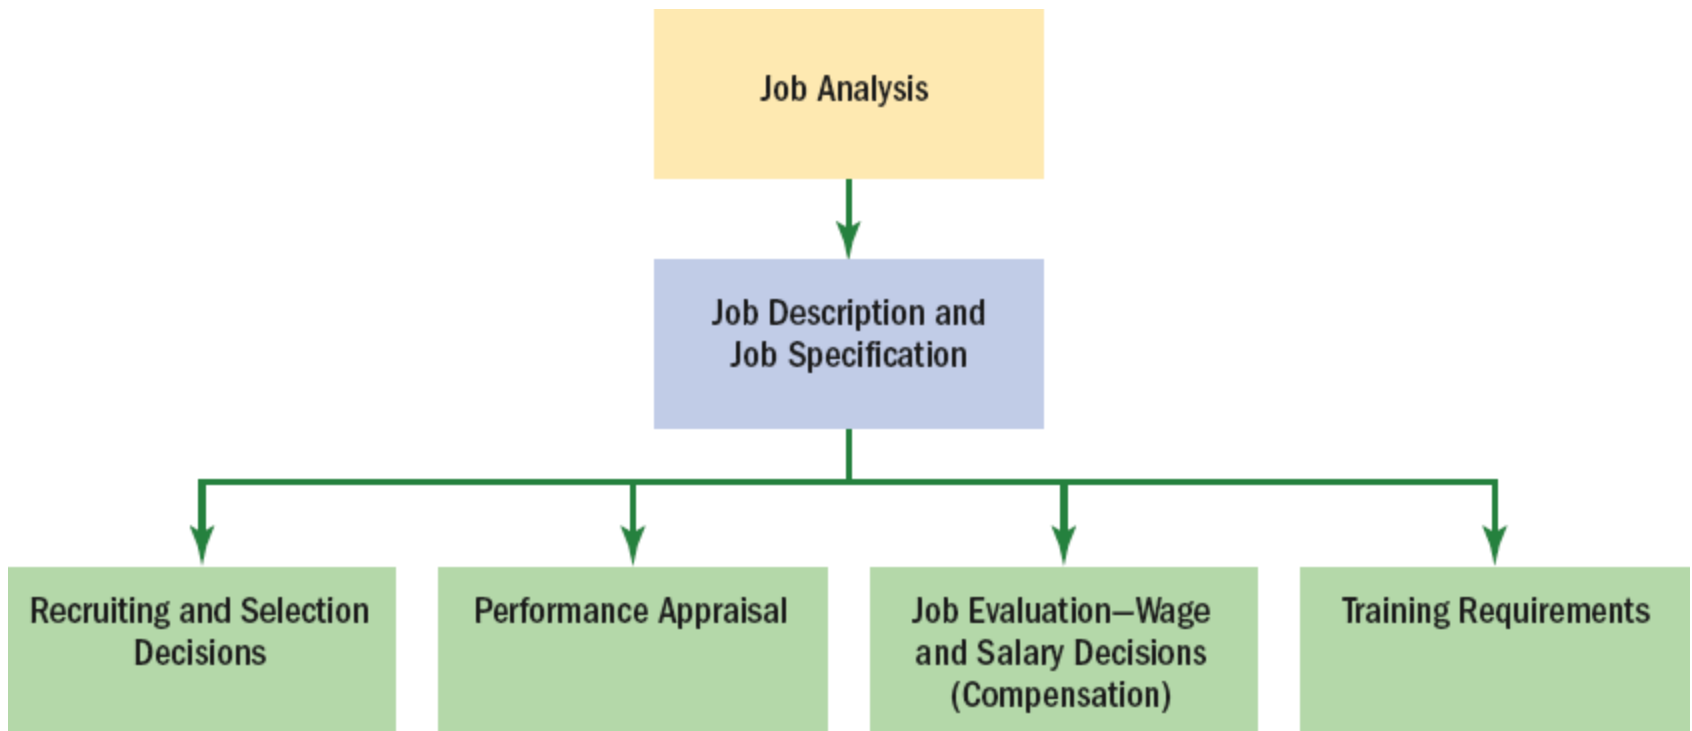 Job Analysis
Job Description and
Job Specification
Recruiting and Selection
Decisions
Performance Appraisal
Job Evaluation—Wage
and Salary Decisions
(Compensation)
Training Requirements